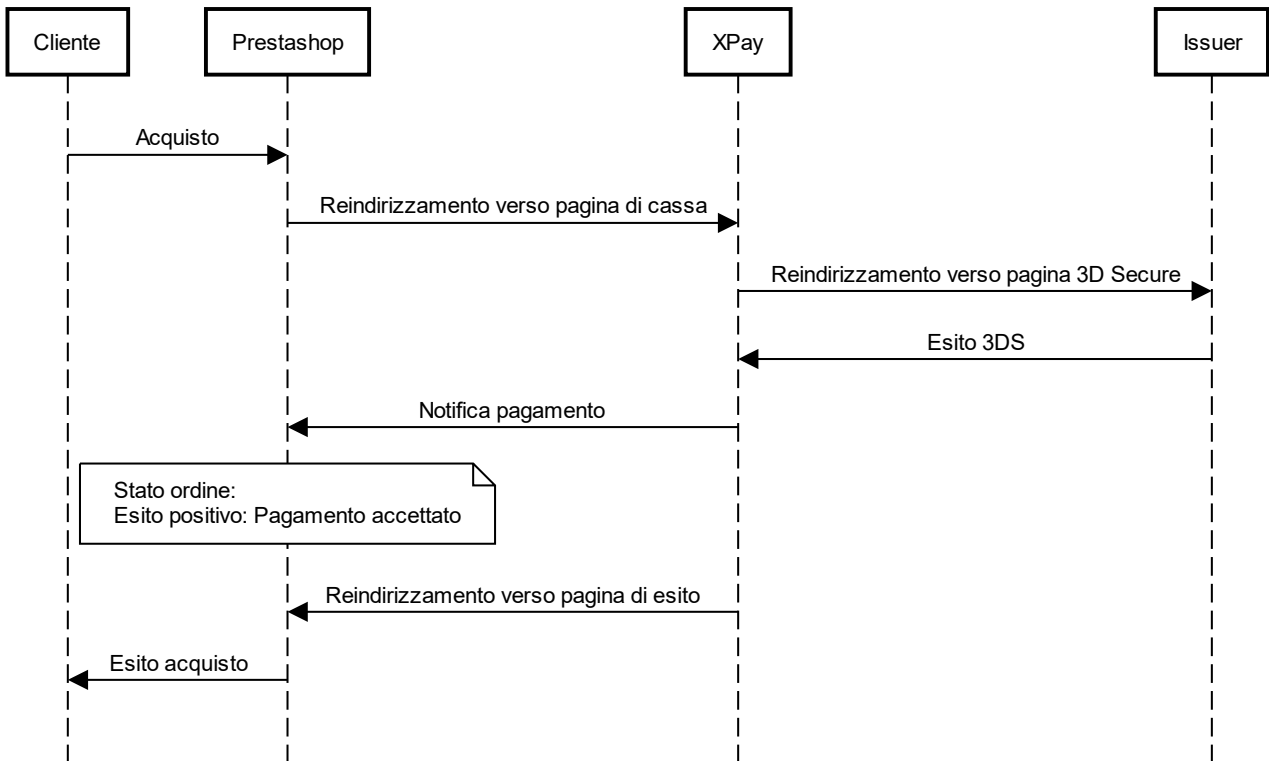 Cliente
Prestashop
XPay
Issuer
Acquisto
Reindirizzamento verso pagina di cassa
Reindirizzamento verso pagina 3D Secure
Esito 3DS
Notifica pagamento
Stato ordine:
Esito positivo: Pagamento accettato
Reindirizzamento verso pagina di esito
Esito acquisto